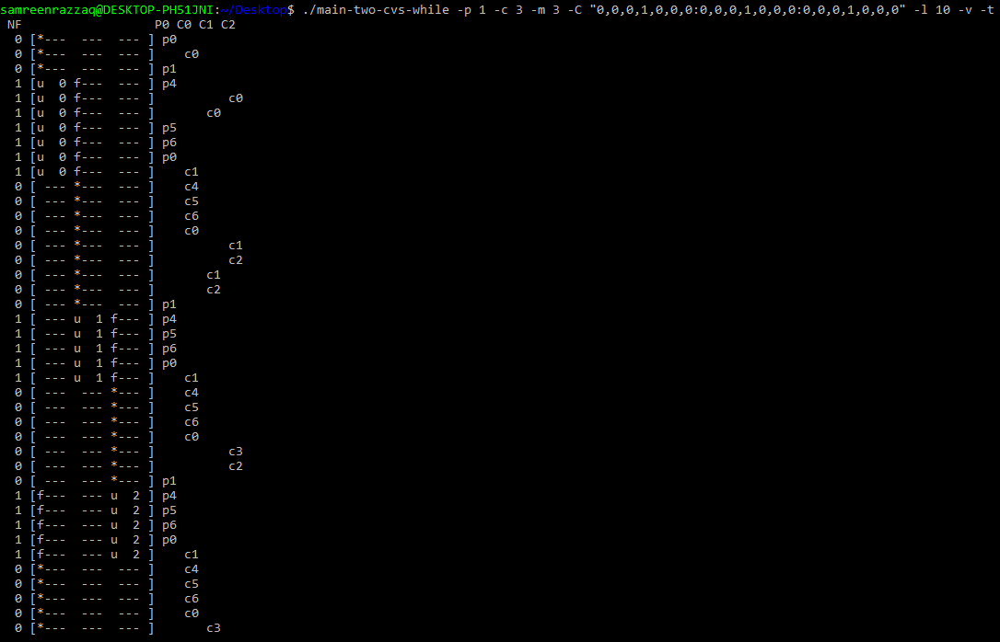 samreenrazzaq@DESKTOP-PH51JNI:~/Desktop$ ./main-two-cvs-while -p 1 -c 3 -m 3 -C "0,0,0,1,0,0,0:0,0,0,1,0,0,0:0,0,0,1,0,0,0" -l 10 -v -t
 NF                  P0 C0 C1 C2
  0 [*---  ---  --- ] p0
  0 [*---  ---  --- ]    c0
  0 [*---  ---  --- ] p1
  1 [u  0 f---  --- ] p4
  1 [u  0 f---  --- ]          c0
  1 [u  0 f---  --- ]       c0
  1 [u  0 f---  --- ] p5
  1 [u  0 f---  --- ] p6
  1 [u  0 f---  --- ] p0
  1 [u  0 f---  --- ]    c1
  0 [ --- *---  --- ]    c4
  0 [ --- *---  --- ]    c5
  0 [ --- *---  --- ]    c6
  0 [ --- *---  --- ]    c0
  0 [ --- *---  --- ]          c1
  0 [ --- *---  --- ]          c2
  0 [ --- *---  --- ]       c1
  0 [ --- *---  --- ]       c2
  0 [ --- *---  --- ] p1
  1 [ --- u  1 f--- ] p4
  1 [ --- u  1 f--- ] p5
  1 [ --- u  1 f--- ] p6
  1 [ --- u  1 f--- ] p0
  1 [ --- u  1 f--- ]    c1
  0 [ ---  --- *--- ]    c4
  0 [ ---  --- *--- ]    c5
  0 [ ---  --- *--- ]    c6
  0 [ ---  --- *--- ]    c0
  0 [ ---  --- *--- ]          c3
  0 [ ---  --- *--- ]          c2
  0 [ ---  --- *--- ] p1
  1 [f---  --- u  2 ] p4
  1 [f---  --- u  2 ] p5
  1 [f---  --- u  2 ] p6
  1 [f---  --- u  2 ] p0
  1 [f---  --- u  2 ]    c1
  0 [*---  ---  --- ]    c4
  0 [*---  ---  --- ]    c5
  0 [*---  ---  --- ]    c6
  0 [*---  ---  --- ]    c0
  0 [*---  ---  --- ]       c3